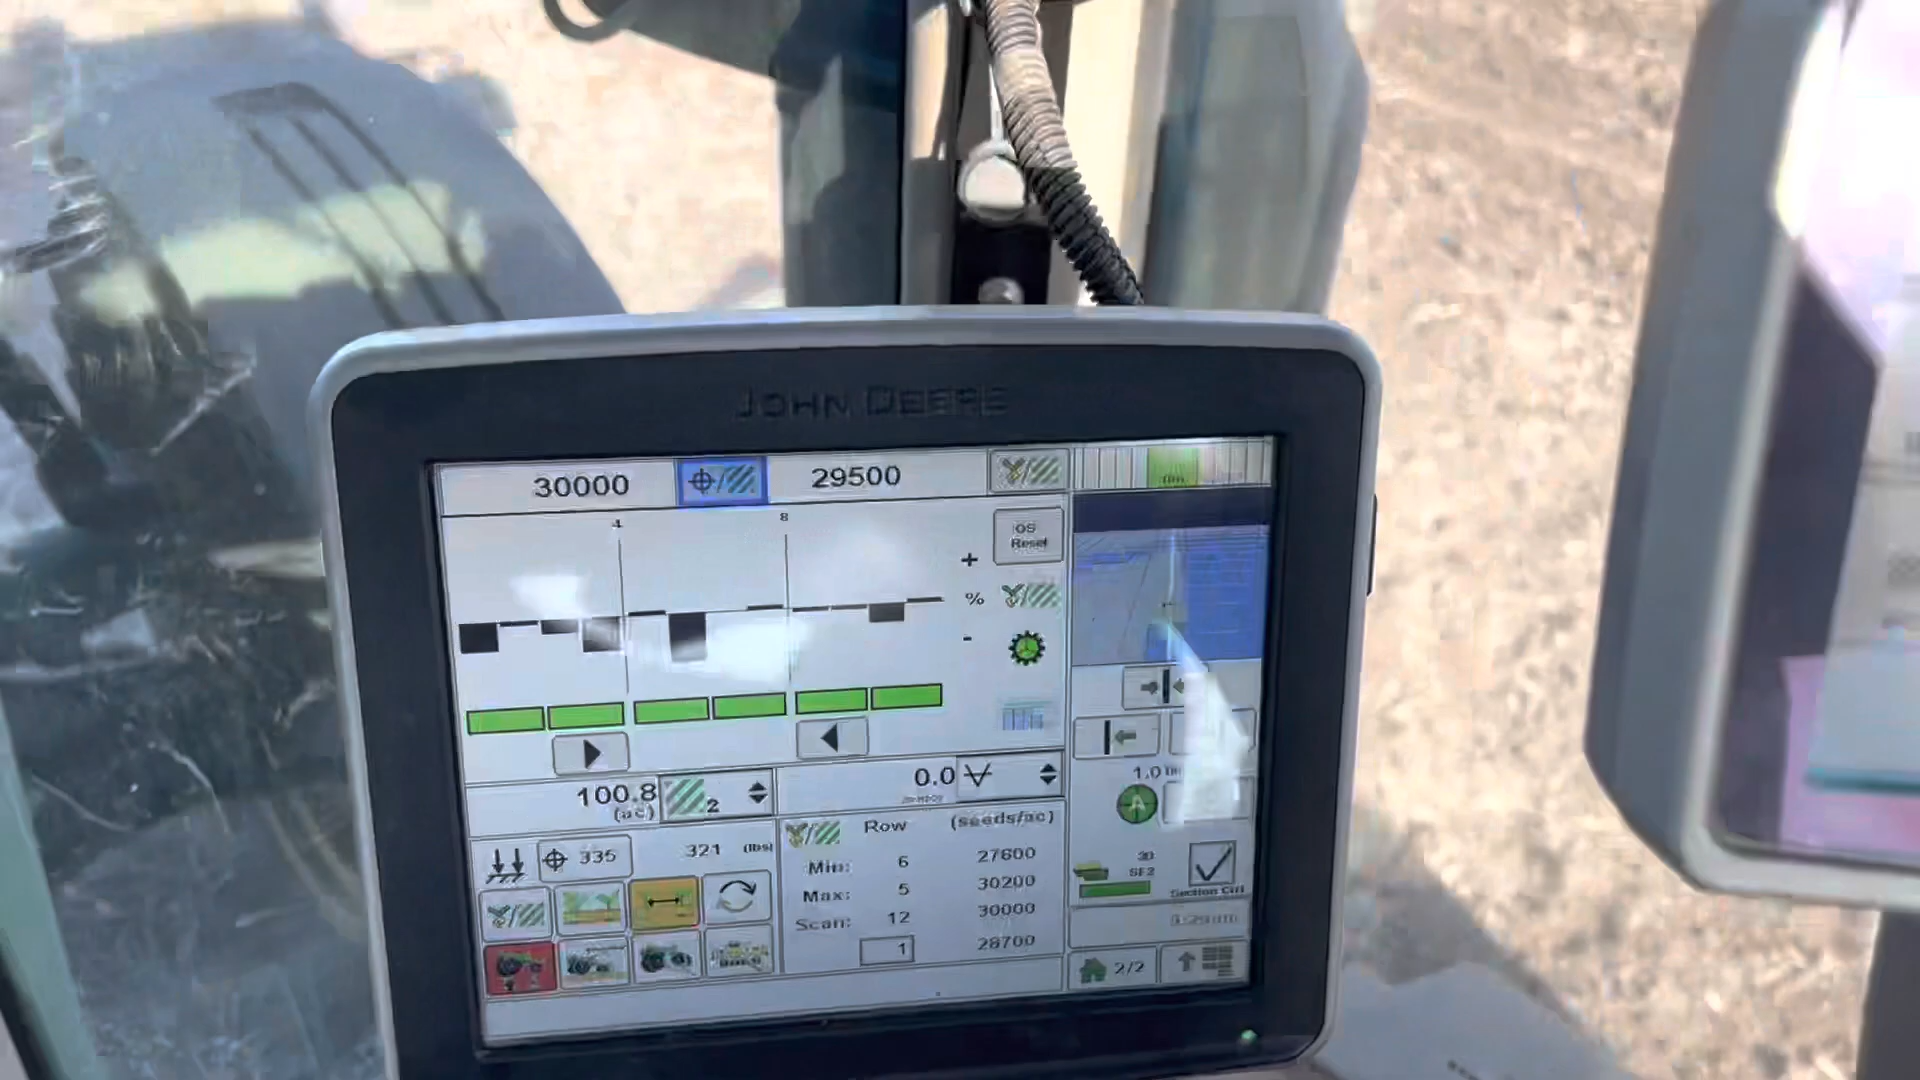 JOHN DEERE
30000 29500
4 8
OS
Reset
+
%
-
100.8 2
(ac)
0.0
1.0
A
335 321 (lbs)
Row (seeds/ac)
Min: 6 27600
Max: 5 30200
Scan: 12 30000
1 28700
3D
SF2
Section Ctrl
2/2